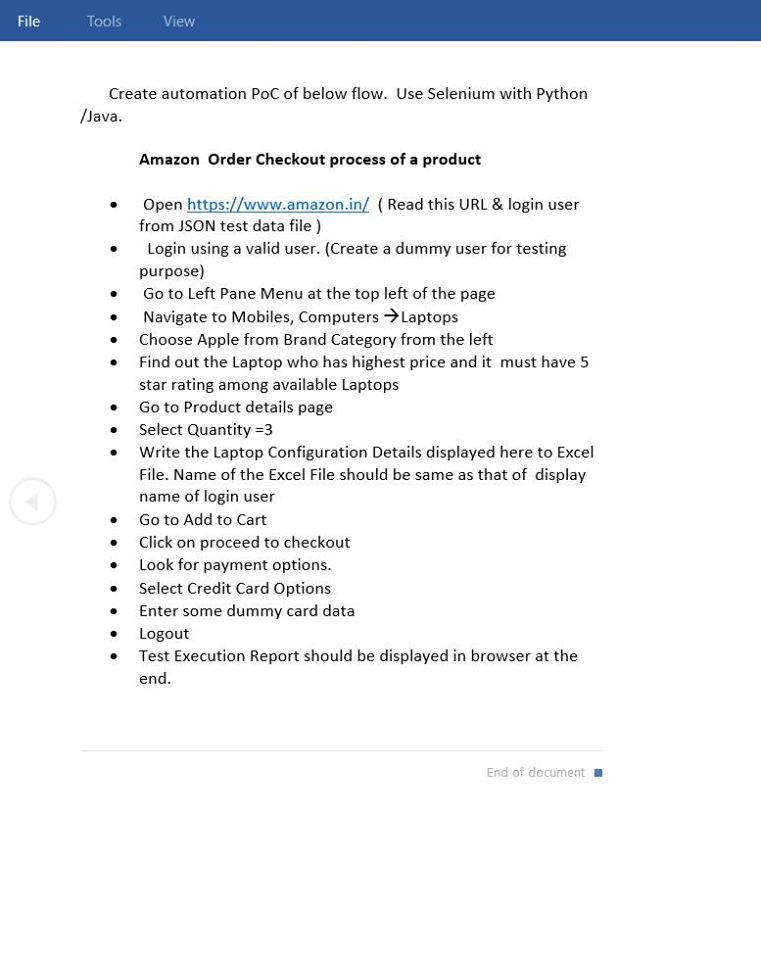 File Tools View
Create automation PoC of below flow. Use Selenium with Python
/Java.
Amazon Order Checkout process of a product
• Open https://www.amazon.in/ ( Read this URL & login user
from JSON test data file )
• Login using a valid user. (Create a dummy user for testing
purpose)
• Go to Left Pane Menu at the top left of the page
• Navigate to Mobiles, Computers →Laptops
• Choose Apple from Brand Category from the left
• Find out the Laptop who has highest price and it must have 5
star rating among available Laptops
• Go to Product details page
• Select Quantity =3
• Write the Laptop Configuration Details displayed here to Excel
File. Name of the Excel File should be same as that of display
name of login user
• Go to Add to Cart
• Click on proceed to checkout
• Look for payment options.
• Select Credit Card Options
• Enter some dummy card data
• Logout
• Test Execution Report should be displayed in browser at the
end.
End of document